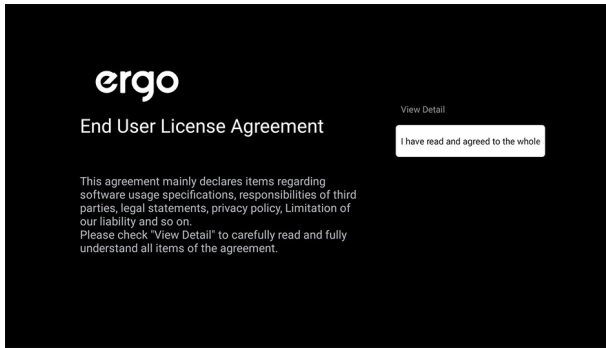 ergo
End User License Agreement
This agreement mainly declares items regarding
software usage specifications, responsibilities of third
parties, legal statements, privacy policy, Limitation of
our liability and so on.
Please check "View Detail" to carefully read and fully
understand all items of the agreement.
View Detail
I have read and agreed to the whole